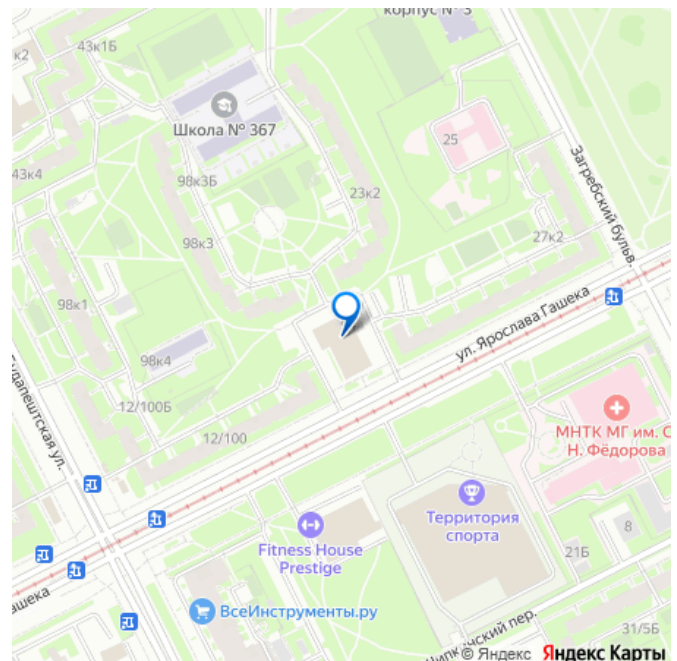 корпус № 3
43к1Б
к2
Школа № 367
25
43к4
98к3Б
23к2
Загребский бульв.
98к3
27к2
98к1
ул. Ярослава Гашека
98к4
12/100Б
Будапештская ул.
12/100
МНТК МГ им. С
Н. Фёдорова
Территория
спорта
8
Fitness House
Prestige
21Б
ашека
ВсеИнструменты.ру
пер.
31/5Б
© Яндекс Яндекс Карты